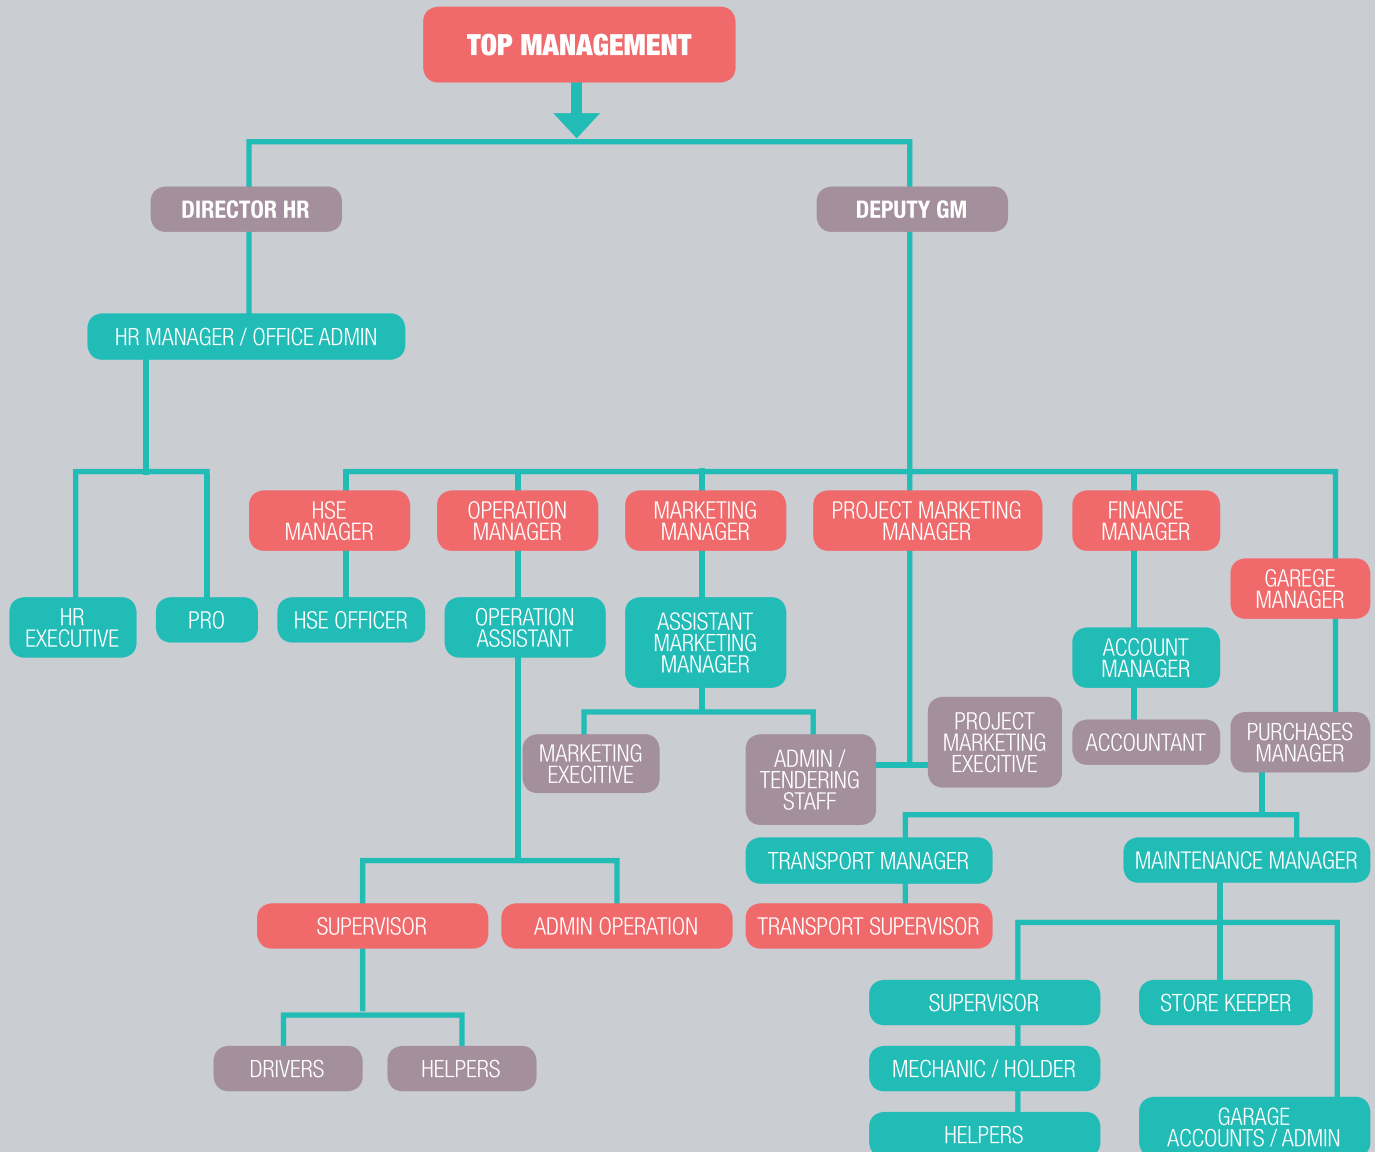 TOP MANAGEMENT
DIRECTOR HR
DEPUTY GM
HR MANAGER / OFFICE ADMIN
HSE
MANAGER
OPERATION
MANAGER
MARKETING
MANAGER
PROJECT MARKETING
MANAGER
FINANCE
MANAGER
GAREGE
MANAGER
HR
EXECUTIVE
PRO
HSE OFFICER
OPERATION
ASSISTANT
ASSISTANT
MARKETING
MANAGER
ACCOUNT
MANAGER
MARKETING
EXECITIVE
ADMIN /
TENDERING
STAFF
PROJECT
MARKETING
EXECITIVE
ACCOUNTANT
PURCHASES
MANAGER
TRANSPORT MANAGER
MAINTENANCE MANAGER
SUPERVISOR
ADMIN OPERATION
TRANSPORT SUPERVISOR
SUPERVISOR
STORE KEEPER
DRIVERS
HELPERS
MECHANIC / HOLDER
HELPERS
GARAGE
ACCOUNTS / ADMIN